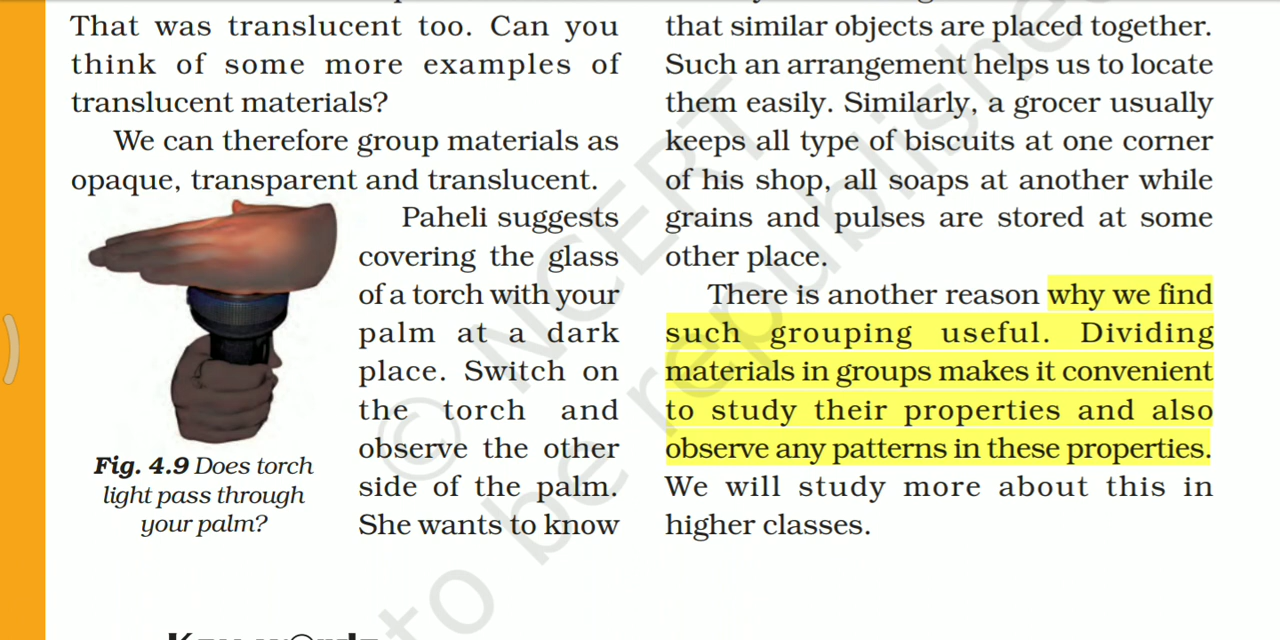 That was translucent too. Can you
think of some more examples of
translucent materials?
We can therefore group materials as
opaque, transparent and translucent.
Paheli suggests
covering the glass
of a torch with your
palm at a dark
place. Switch on
the torch and
observe the other
side of the palm.
She wants to know
Fig. 4.9 Does torch
light pass through
your palm?
that similar objects are placed together.
Such an arrangement helps us to locate
them easily. Similarly, a grocer usually
keeps all type of biscuits at one corner
of his shop, all soaps at another while
grains and pulses are stored at some
other place.
There is another reason why we find
such grouping useful. Dividing
materials in groups makes it convenient
to study their properties and also
observe any patterns in these properties.
We will study more about this in
higher classes.
© NCERT
to be republished